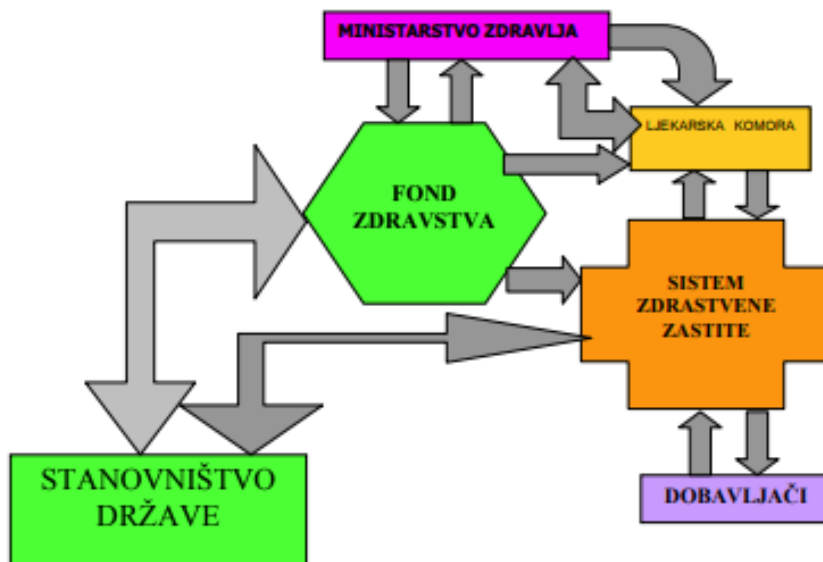 MINISTARSTVO ZDRAVLJA
LJEKARSKA KOMORA
FOND
ZDRAVSTVA
SISTEM
ZDRASTVENE
ZASTITE
STANOVNIŠTVO
DRŽAVE
DOBAVLJAČI